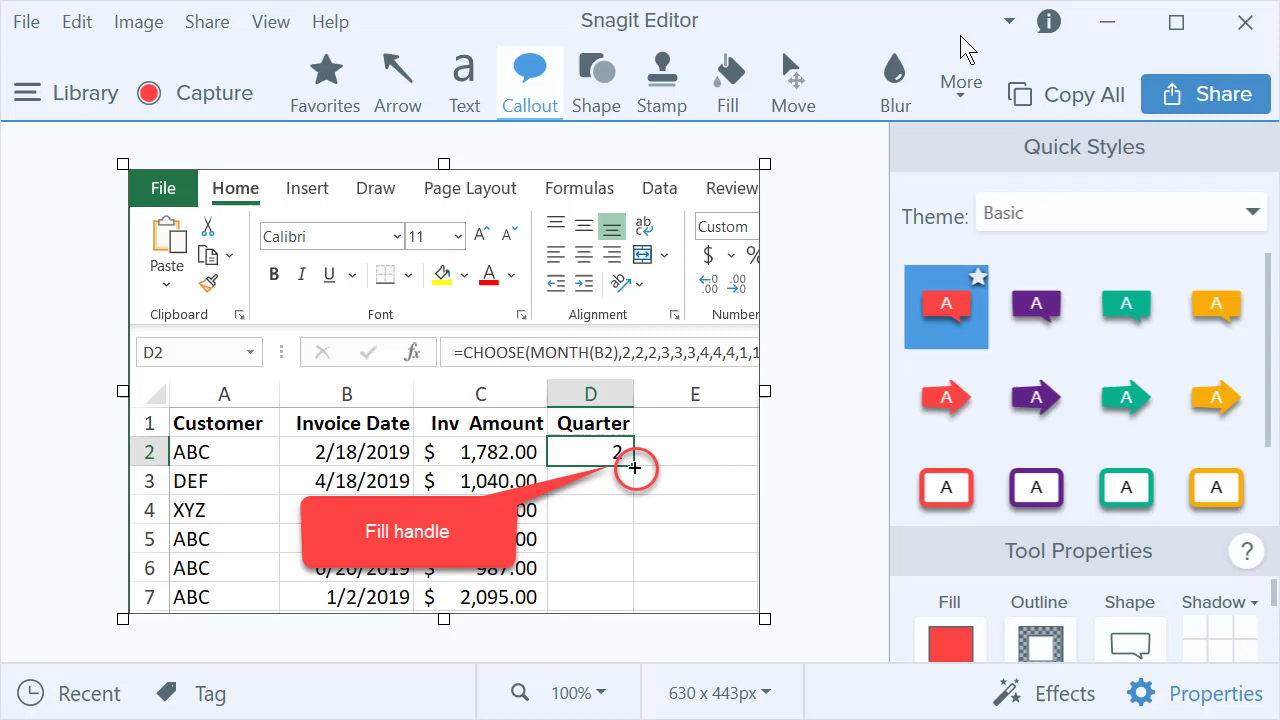 File Edit Image Share View Help Snagit Editor
Library Capture Favorites Arrow Text Callout Shape Stamp Fill Move Blur More Copy All Share
File Home Insert Draw Page Layout Formulas Data Review
Paste Calibri 11 Custom
B I U A $ %
Clipboard Font Alignment Number
D2 fx =CHOOSE(MONTH(B2),2,2,2,3,3,3,4,4,4,1,1
A B C D E
1 Customer Invoice Date Inv Amount Quarter
2 ABC 2/18/2019 $ 1,782.00 2
3 DEF 4/18/2019 $ 1,040.00
4 XYZ
Fill handle
5 ABC
6 ABC 6/20/2019 $ 987.00
7 ABC 1/2/2019 $ 2,095.00
Quick Styles
Theme: Basic
A A A A
A A A A
A A A A
Tool Properties ?
Fill Outline Shape Shadow
Recent Tag 100% 630 x 443px Effects Properties